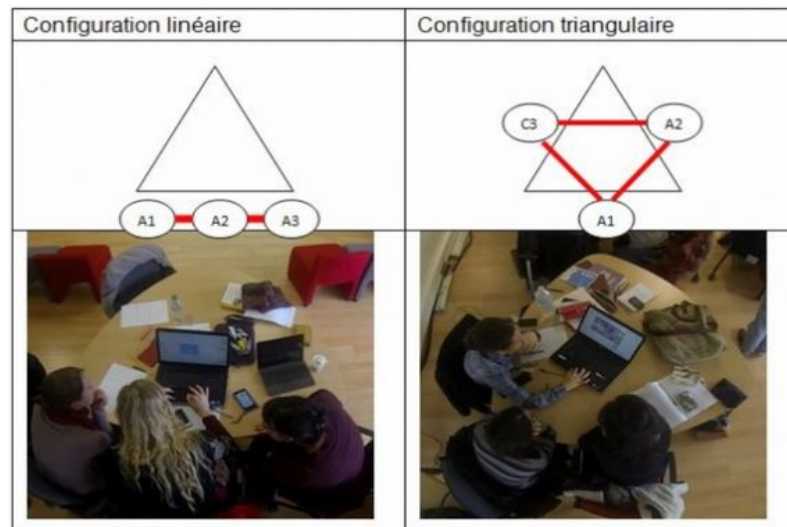 Configuration linéaire
Configuration triangulaire
A1 A2 A3
C3 A2
A1